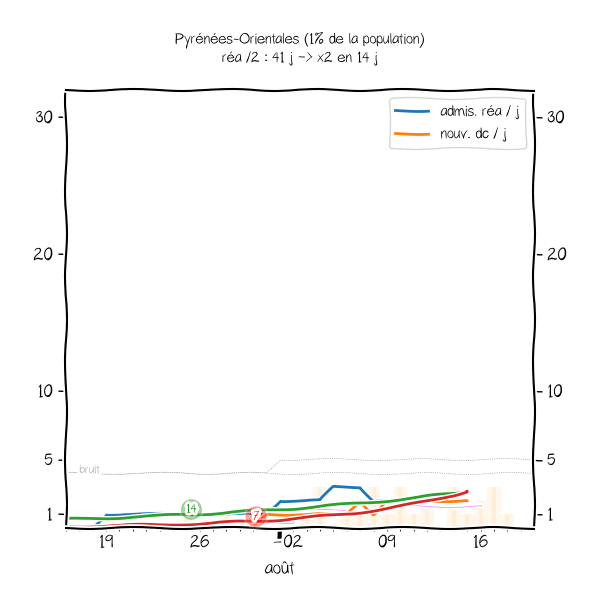 Pyrénées-Orientales (1% de la population)
réa /2 : 41 j -> x2 en 14 j
admis. réa / j
nouv. dc / j
30
30
20
20
10
10
5
5
bruit
1
1
14
7
19
26
02
09
16
août